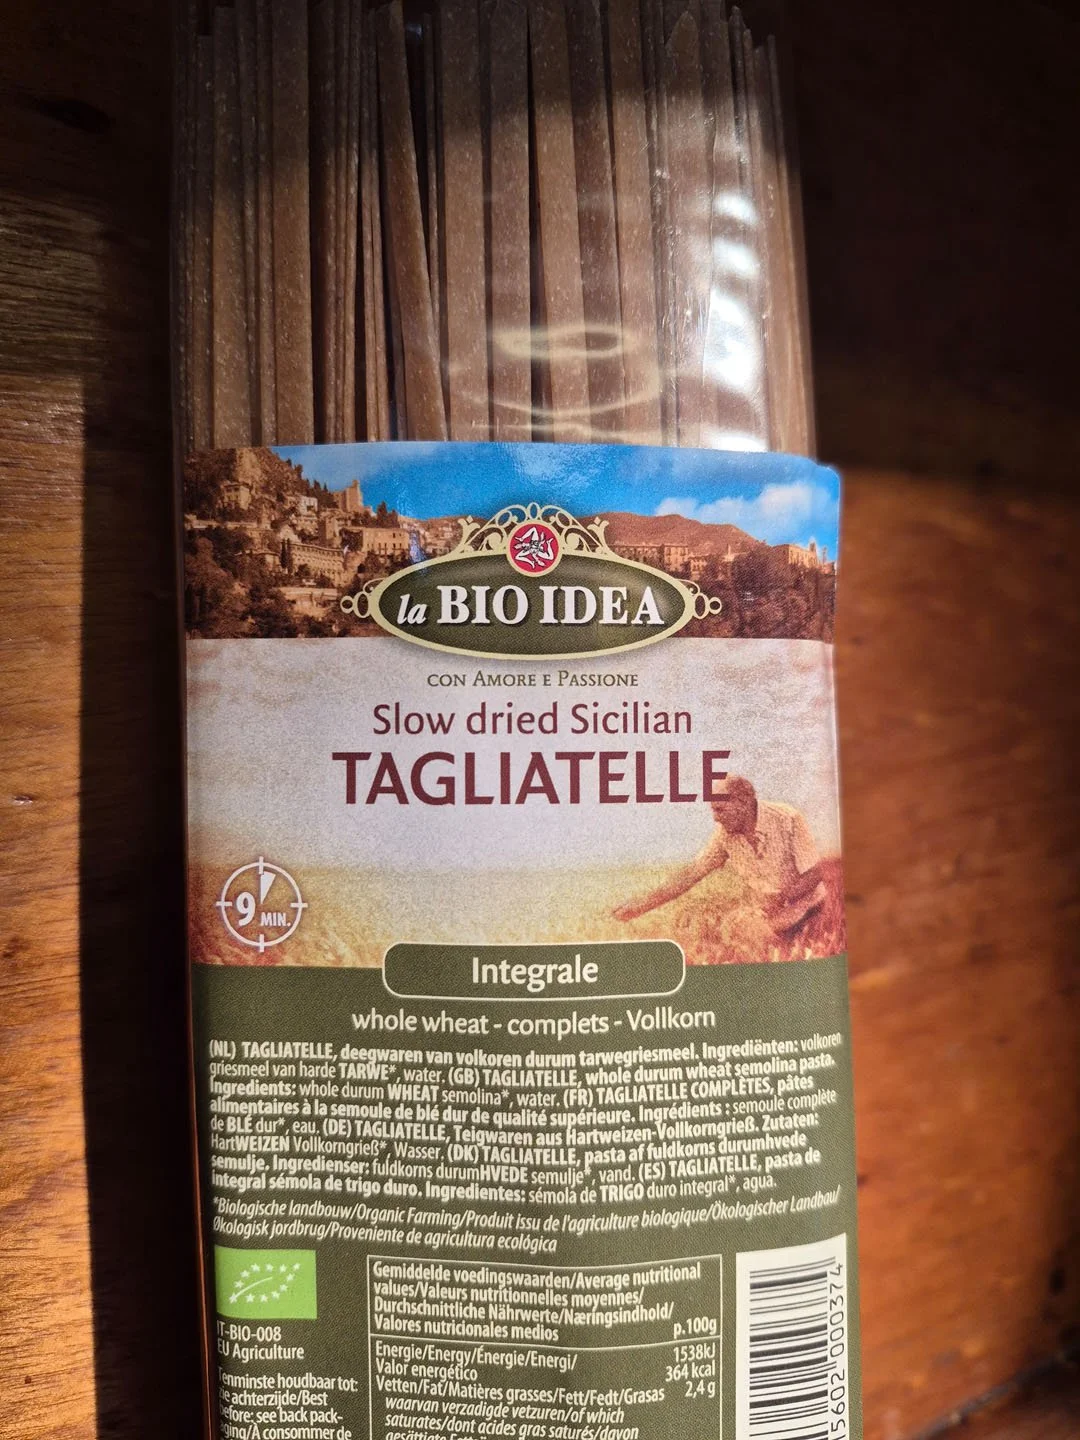 la BIO IDEA
CON AMORE E PASSIONE
Slow dried Sicilian
TAGLIATELLE
9 MIN.
Integrale
whole wheat - complets - Vollkorn
(NL) TAGLIATELLE, deegwaren van volkoren durum tarwegriesmeel. Ingrediënten: volkoren
griesmeel van harde TARWE*, water. (GB) TAGLIATELLE, whole durum wheat semolina pasta.
Ingredients: whole durum WHEAT semolina*, water. (FR) TAGLIATELLE COMPLÈTES, pâtes
alimentaires à la semoule de blé dur de qualité supérieure. Ingrédients : semoule complète
de BLÉ dur*, eau. (DE) TAGLIATELLE, Teigwaren aus Hartweizen-Vollkorngrieß. Zutaten:
HartWEIZEN Vollkorngrieß*, Wasser. (DK) TAGLIATELLE, pasta af fuldkorns durumhvede
semulje. Ingredienser: fuldkorns durumHVEDE semulje*, vand. (ES) TAGLIATELLE, pasta de
integral sémola de trigo duro. Ingredientes: sémola de TRIGO duro integral*, agua.
*Biologische landbouw/Organic Farming/Produit issu de l'agriculture biologique/Ökologischer Landbau/
Økologisk jordbrug/Proveniente de agricultura ecológica
IT-BIO-008
EU Agriculture
Tenminste houdbaar tot:
zie achterzijde/Best
before: see back pack-
aging/À consommer de
Gemiddelde voedingswaarden/Average nutritional
values/Valeurs nutritionnelles moyennes/
Durchschnittliche Nährwerte/Næringsindhold/
Valores nutricionales medios p.100g
Energie/Energy/Énergie/Energi/ 1538kJ
Valor energético 364 kcal
Vetten/Fat/Matières grasses/Fett/Fedt/Grasas 2,4 g
waarvan verzadigde vetzuren/of which
saturates/dont acides gras saturés/davon
gesättigte
15602 000374